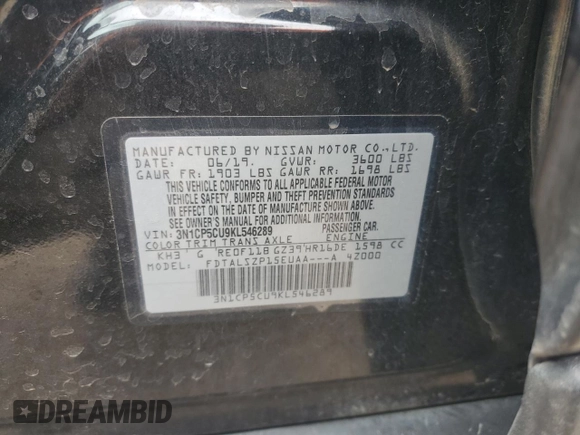 MANUFACTURED BY NISSAN MOTOR CO.,LTD.
DATE: 06/19. GVWR: 3600 LBS
GAWR FR: 1903 LBS GAWR RR: 1698 LBS
THIS VEHICLE CONFORMS TO ALL APPLICABLE FEDERAL MOTOR
VEHICLE SAFETY, BUMPER AND THEFT PREVENTION STANDARDS
IN EFFECT ON THE DATE OF MANUFACTURE SHOWN ABOVE.
SEE OWNER'S MANUAL FOR ADDITIONAL INFORMATION.
VIN: 3N1CP5CU9KL546289 PASSENGER CAR.
COLOR TRIM TRANS AXLE ENGINE
KH3 G RE0F11B GZ39 HR16DE 1598 CC
MODEL: FDTALSZP15EUAA---A 42000
3N1CP5CU9KL546289
DREAMBID